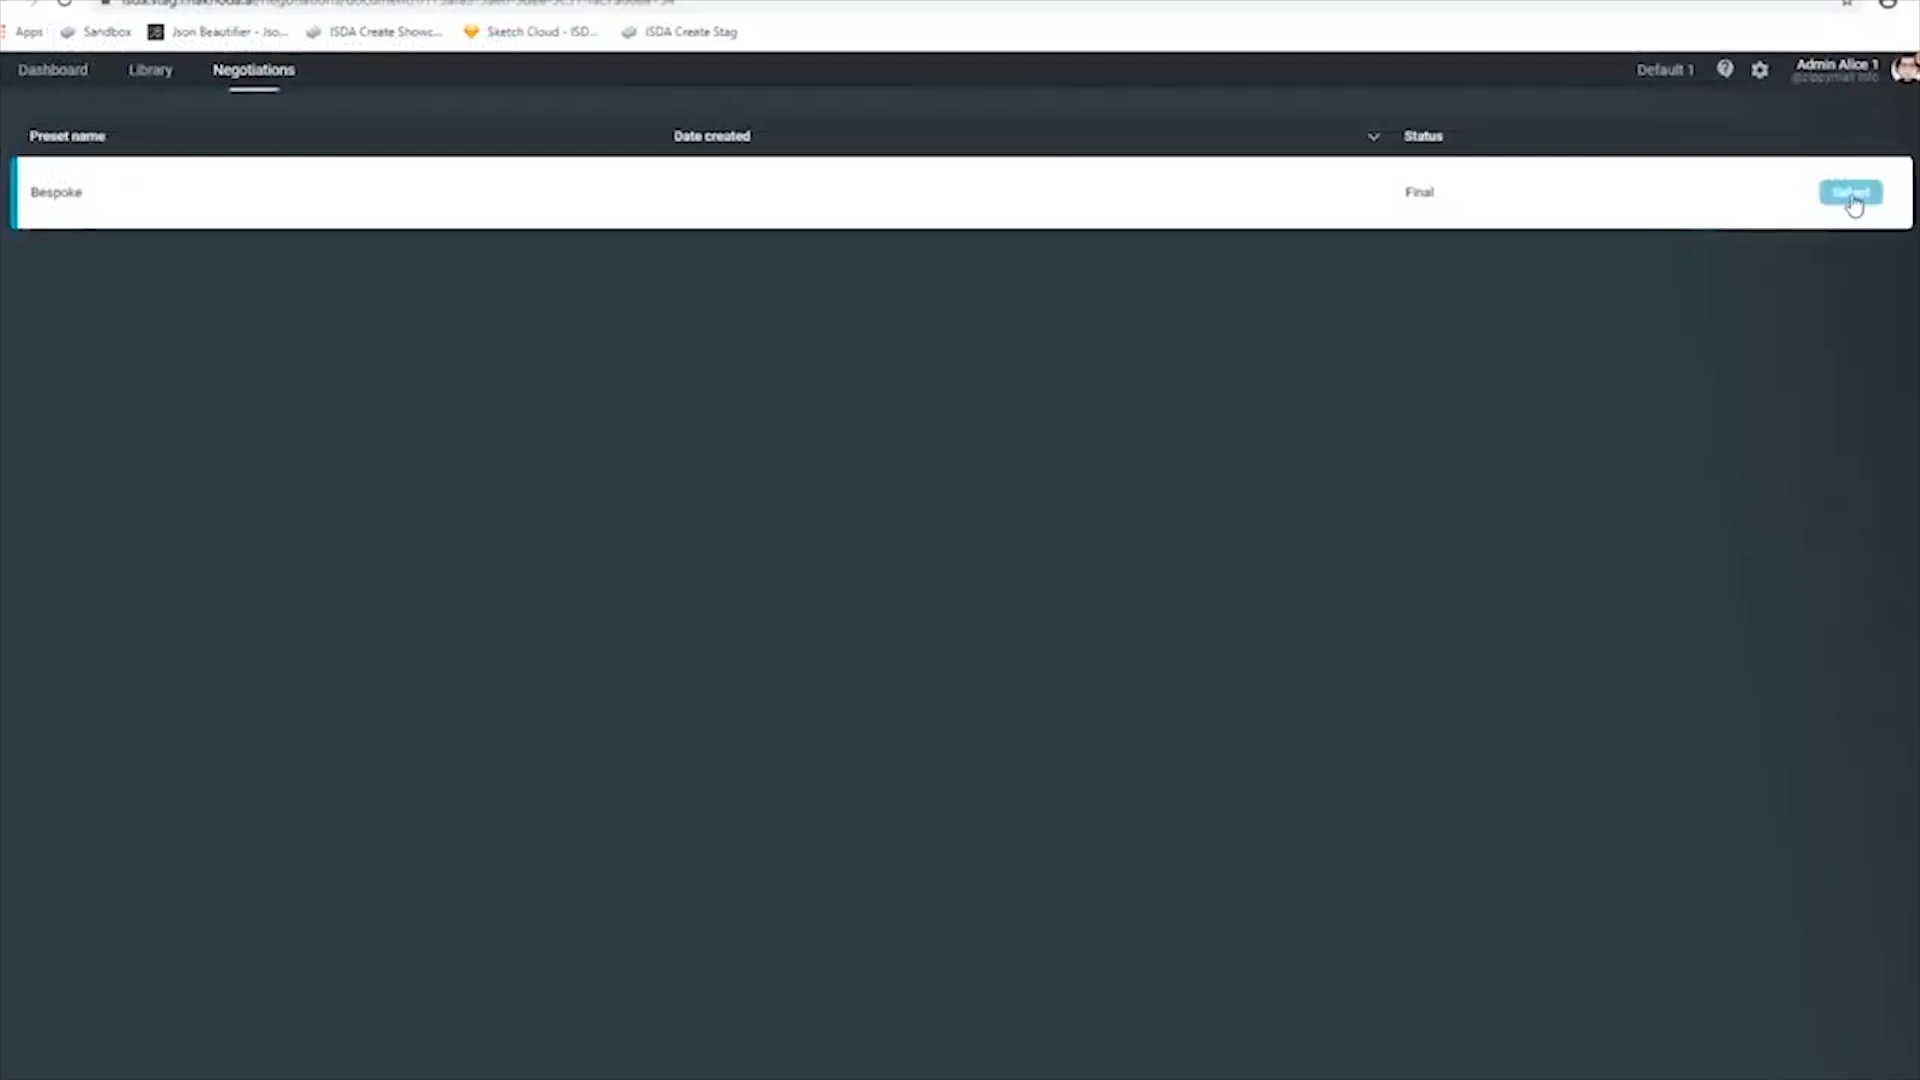 Apps Sandbox Json Beautifier - Jso... ISDA Create Showc... Sketch Cloud - ISD... ISDA Create Stag
Dashboard Library Negotiations Default 1 Admin Alice 1
Preset name Date created Status
Bespoke Final Select